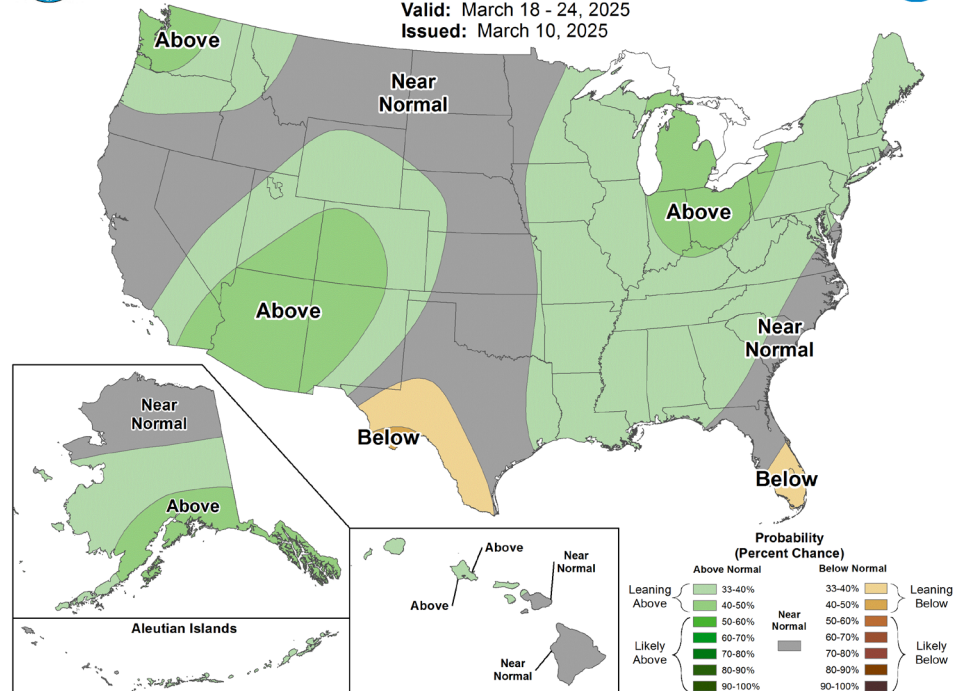 Valid: March 18 - 24, 2025
Issued: March 10, 2025
Above
Near
Normal
Above
Above
Near
Normal
Below
Below
Near
Normal
Above
Aleutian Islands
Above
Near
Normal
Above
Near
Normal
Probability
(Percent Chance)
Above Normal
Below Normal
Leaning
Above
33-40%
40-50%
Likely
Above
50-60%
60-70%
70-80%
80-90%
90-100%
Near
Normal
33-40%
40-50%
Leaning
Below
50-60%
60-70%
70-80%
80-90%
90-100%
Likely
Below